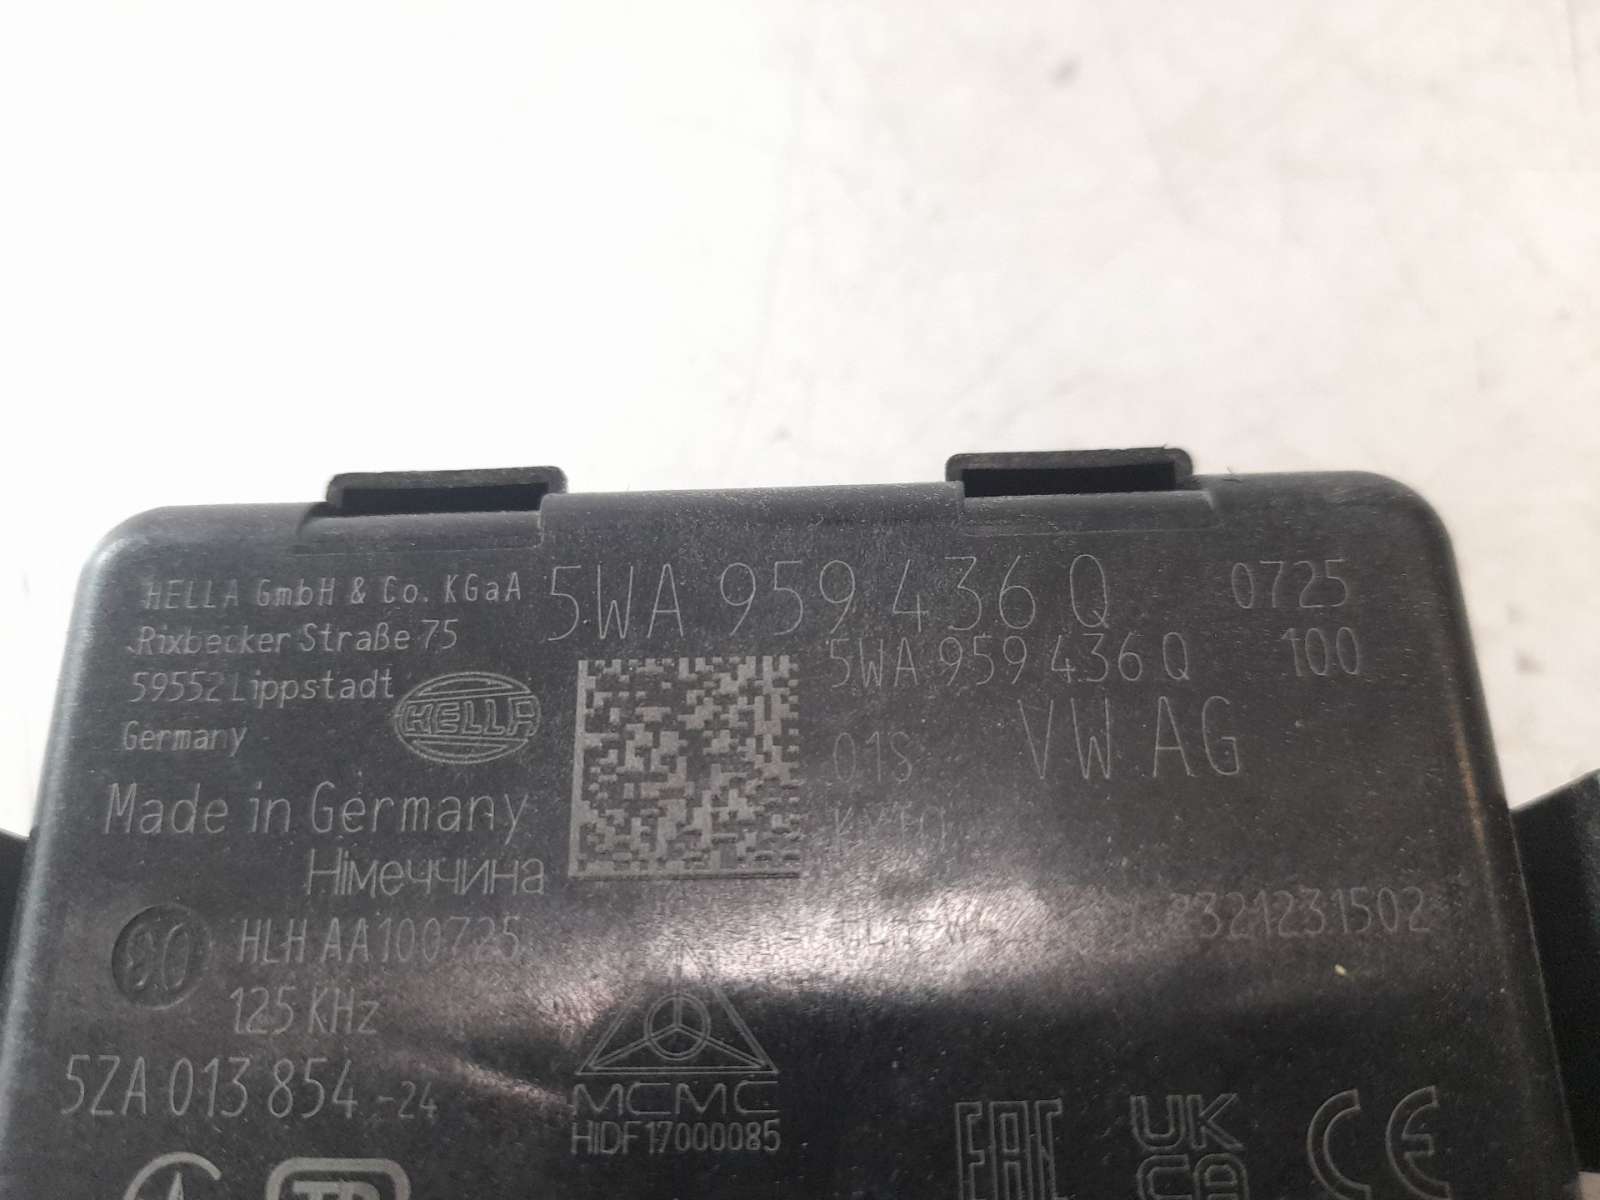 HELLA GmbH & Co. KGaA
Rixbecker Straße 75
59552 Lippstadt
Germany
HELLA
Made in Germany
Німеччина
5WA 959 436 Q 0725
5WA 959 436 Q 100
01S VW AG
2321231502
HLH AA100725
125 KHz
5ZA 013 854 -24
MCMC
HIDF17000085
EAC
UK
CA
CE